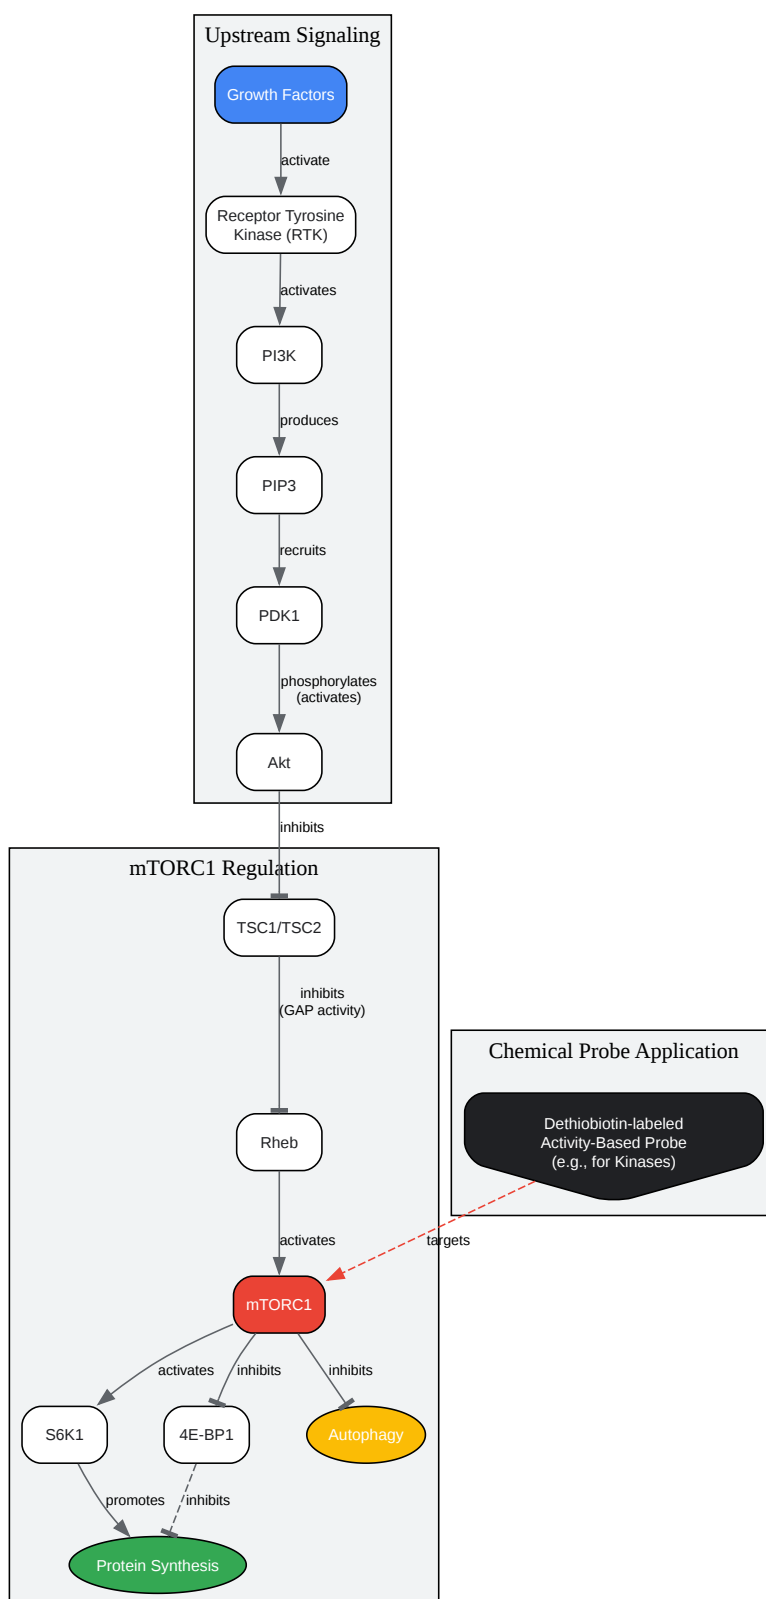 Upstream Signaling
Growth Factors
activate
Receptor Tyrosine
Kinase (RTK)
activates
PI3K
produces
PIP3
recruits
PDK1
phosphorylates
(activates)
Akt
inhibits
mTORC1 Regulation
TSC1/TSC2
inhibits
(GAP activity)
Chemical Probe Application
Dethiobiotin-labeled
Activity-Based Probe
(e.g., for Kinases)
Rheb
activates
targets
mTORC1
activates
inhibits
inhibits
S6K1
4E-BP1
Autophagy
promotes
inhibits
Protein Synthesis